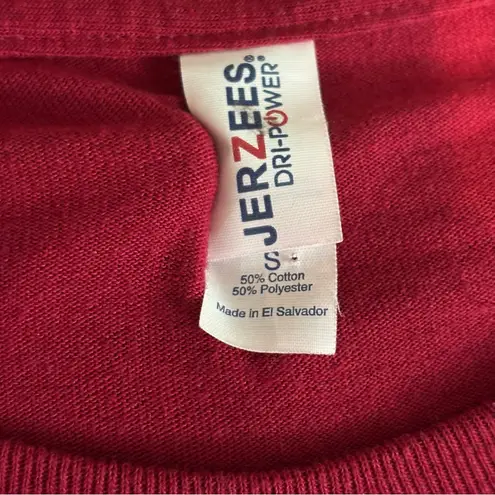 JERZEES®
DRI-POWER®
S
50% Cotton
50% Polyester
Made in El Salvador